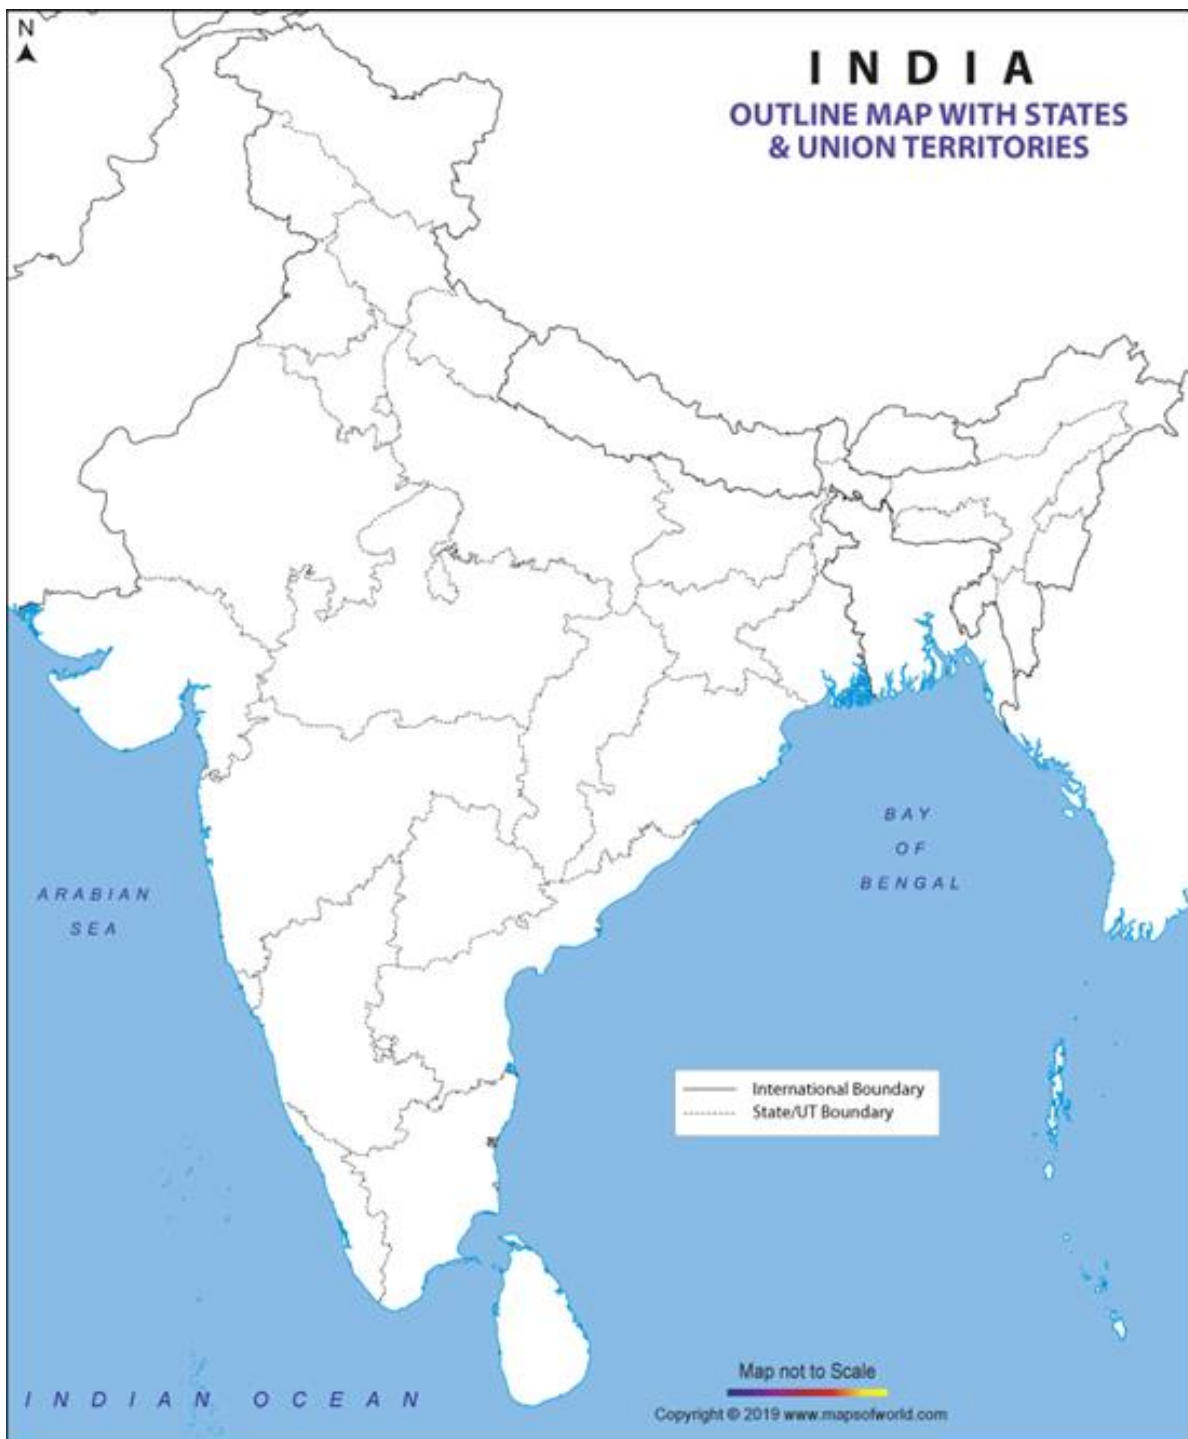 N
I N D I A
OUTLINE MAP WITH STATES
& UNION TERRITORIES
BAY
OF
BENGAL
ARABIAN
SEA
International Boundary
State/UT Boundary
Map not to Scale
INDIAN OCEAN
Copyright © 2019 www.mapsofworld.com